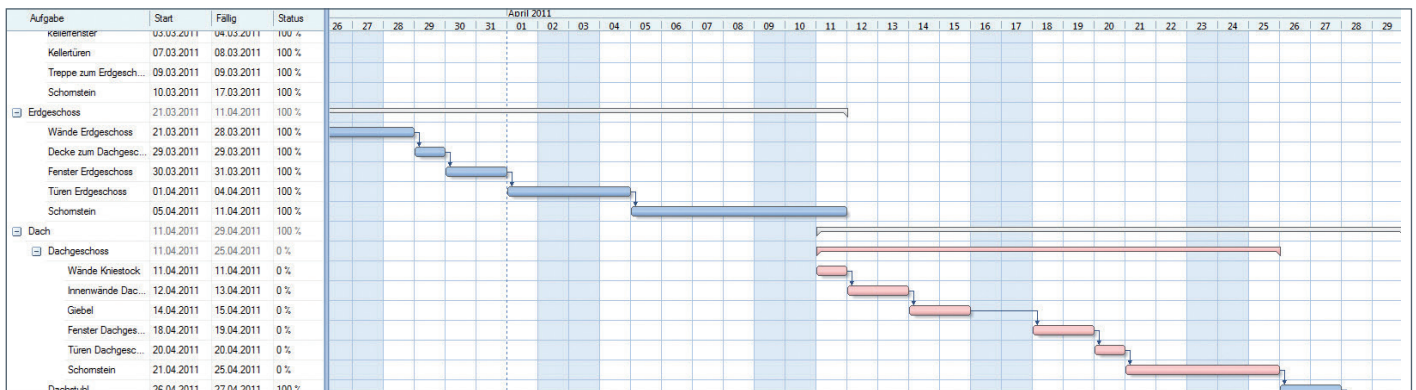 Aufgabe Start Fällig Status
April 2011
26 27 28 29 30 31 01 02 03 04 05 06 07 08 09 10 11 12 13 14 15 16 17 18 19 20 21 22 23 24 25 26 27 28 29
Kellerfenster 03.03.2011 04.03.2011 100 %
Kellertüren 07.03.2011 08.03.2011 100 %
Treppe zum Erdgesch... 09.03.2011 09.03.2011 100 %
Schornstein 10.03.2011 17.03.2011 100 %
Erdgeschoss 21.03.2011 11.04.2011 100 %
Wände Erdgeschoss 21.03.2011 28.03.2011 100 %
Decke zum Dachgesc... 29.03.2011 29.03.2011 100 %
Fenster Erdgeschoss 30.03.2011 31.03.2011 100 %
Türen Erdgeschoss 01.04.2011 04.04.2011 100 %
Schornstein 05.04.2011 11.04.2011 100 %
Dach 11.04.2011 29.04.2011 100 %
Dachgeschoss 11.04.2011 25.04.2011 0 %
Wände Kniestock 11.04.2011 11.04.2011 0 %
Innenwände Dac... 12.04.2011 13.04.2011 0 %
Giebel 14.04.2011 15.04.2011 0 %
Fenster Dachges... 18.04.2011 19.04.2011 0 %
Türen Dachgesc... 20.04.2011 20.04.2011 0 %
Schornstein 21.04.2011 25.04.2011 0 %
Dachstuhl 26.04.2011 27.04.2011 100 %